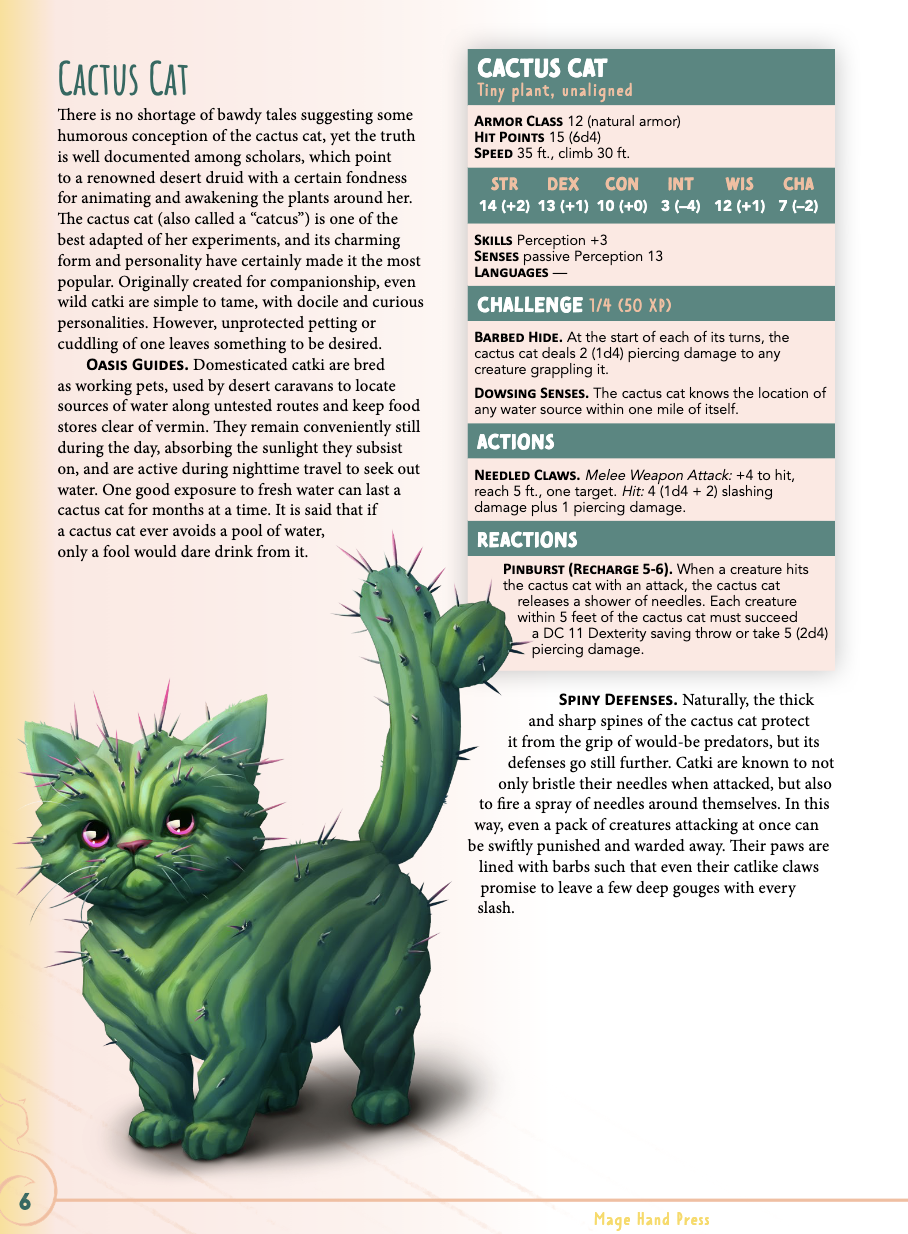 Cactus Cat
There is no shortage of bawdy tales suggesting some
humorous conception of the cactus cat, yet the truth
is well documented among scholars, which point
to a renowned desert druid with a certain fondness
for animating and awakening the plants around her.
The cactus cat (also called a “catcus”) is one of the
best adapted of her experiments, and its charming
form and personality have certainly made it the most
popular. Originally created for companionship, even
wild catki are simple to tame, with docile and curious
personalities. However, unprotected petting or
cuddling of one leaves something to be desired.
Oasis Guides. Domesticated catki are bred
as working pets, used by desert caravans to locate
sources of water along untested routes and keep food
stores clear of vermin. They remain conveniently still
during the day, absorbing the sunlight they subsist
on, and are active during nighttime travel to seek out
water. One good exposure to fresh water can last a
cactus cat for months at a time. It is said that if
a cactus cat ever avoids a pool of water,
only a fool would dare drink from it.
CACTUS CAT
Tiny plant, unaligned
Armor Class 12 (natural armor)
Hit Points 15 (6d4)
Speed 35 ft., climb 30 ft.
STR DEX CON INT WIS CHA
14 (+2) 13 (+1) 10 (+0) 3 (–4) 12 (+1) 7 (–2)
Skills Perception +3
Senses passive Perception 13
Languages —
CHALLENGE 1/4 (50 XP)
Barbed Hide. At the start of each of its turns, the
cactus cat deals 2 (1d4) piercing damage to any
creature grappling it.
Dowsing Senses. The cactus cat knows the location of
any water source within one mile of itself.
ACTIONS
Needled Claws. Melee Weapon Attack: +4 to hit,
reach 5 ft., one target. Hit: 4 (1d4 + 2) slashing
damage plus 1 piercing damage.
REACTIONS
Pinburst (Recharge 5-6). When a creature hits
the cactus cat with an attack, the cactus cat
releases a shower of needles. Each creature
within 5 feet of the cactus cat must succeed
a DC 11 Dexterity saving throw or take 5 (2d4)
piercing damage.
Spiny Defenses. Naturally, the thick
and sharp spines of the cactus cat protect
it from the grip of would-be predators, but its
defenses go still further. Catki are known to not
only bristle their needles when attacked, but also
to fire a spray of needles around themselves. In this
way, even a pack of creatures attacking at once can
be swiftly punished and warded away. Their paws are
lined with barbs such that even their catlike claws
promise to leave a few deep gouges with every
slash.
6
Mage Hand Press